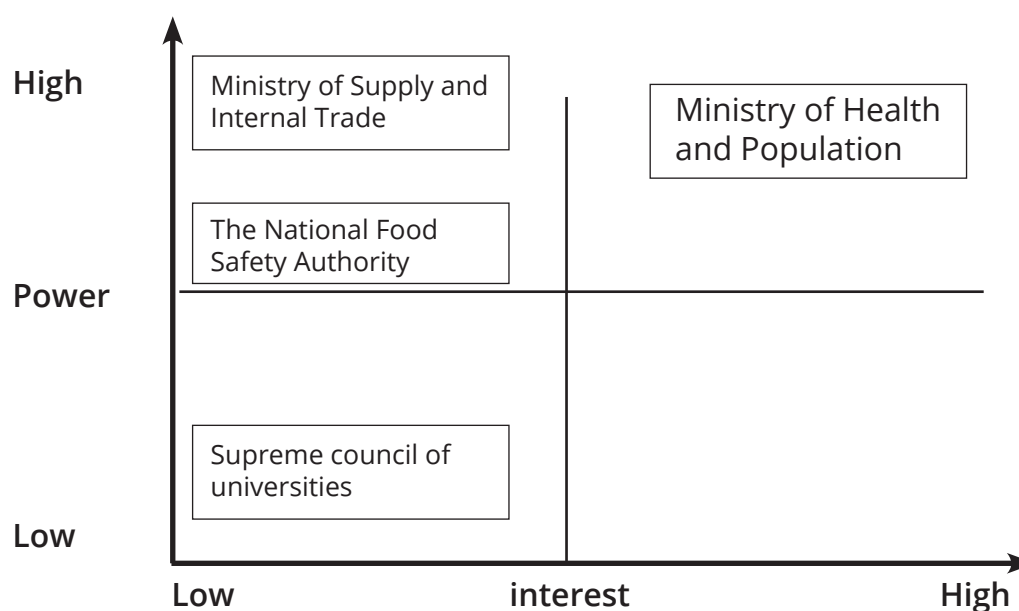 High
Ministry of Supply and
Internal Trade
Ministry of Health
and Population
The National Food
Safety Authority
Power
Supreme council of
universities
Low
Low
interest
High